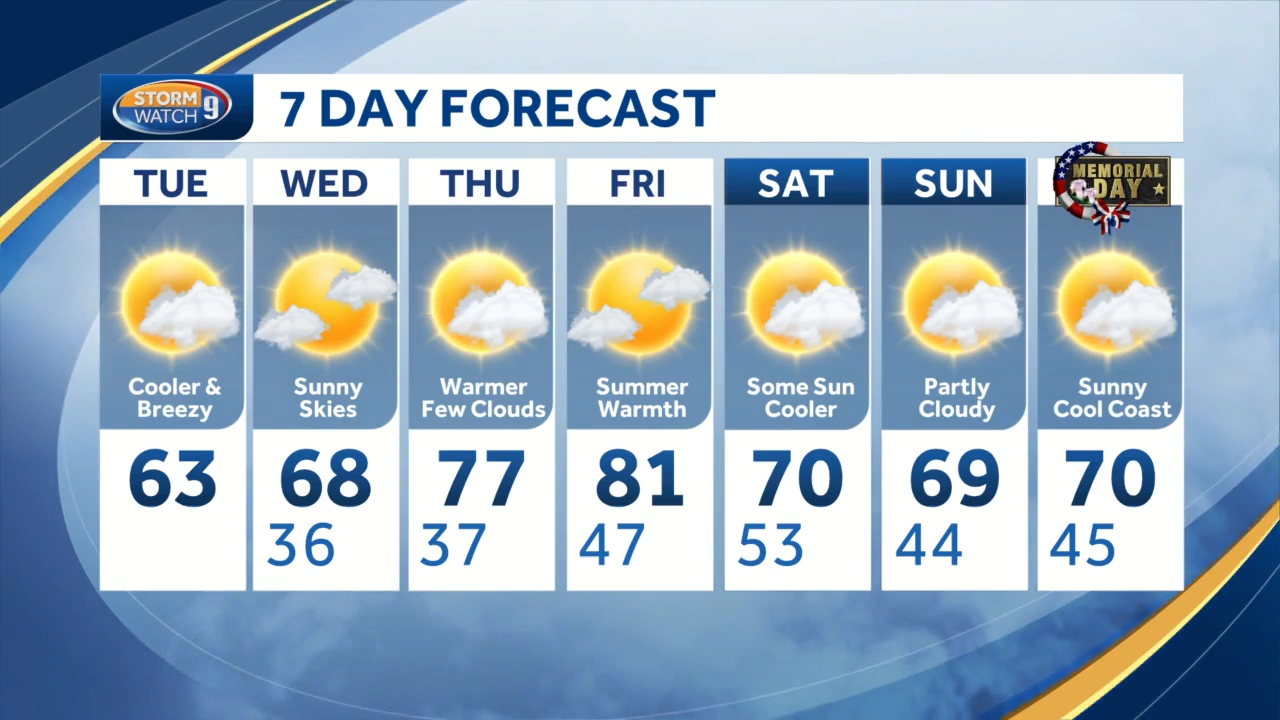 STORM
WATCH 9
7 DAY FORECAST
TUE WED THU FRI SAT SUN MEMORIAL DAY
Cooler &
Breezy
Sunny
Skies
Warmer
Few Clouds
Summer
Warmth
Some Sun
Cooler
Partly
Cloudy
Sunny
Cool Coast
63 68 77 81 70 69 70
36 37 47 53 44 45